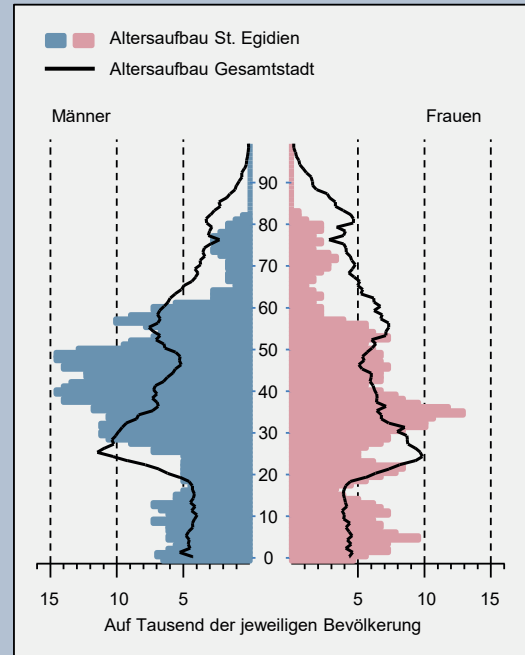 Altersaufbau St. Egidien
Altersaufbau Gesamtstadt
Männer
Frauen
90
80
70
60
50
40
30
20
10
0
15 10 5 5 10 15
Auf Tausend der jeweiligen Bevölkerung